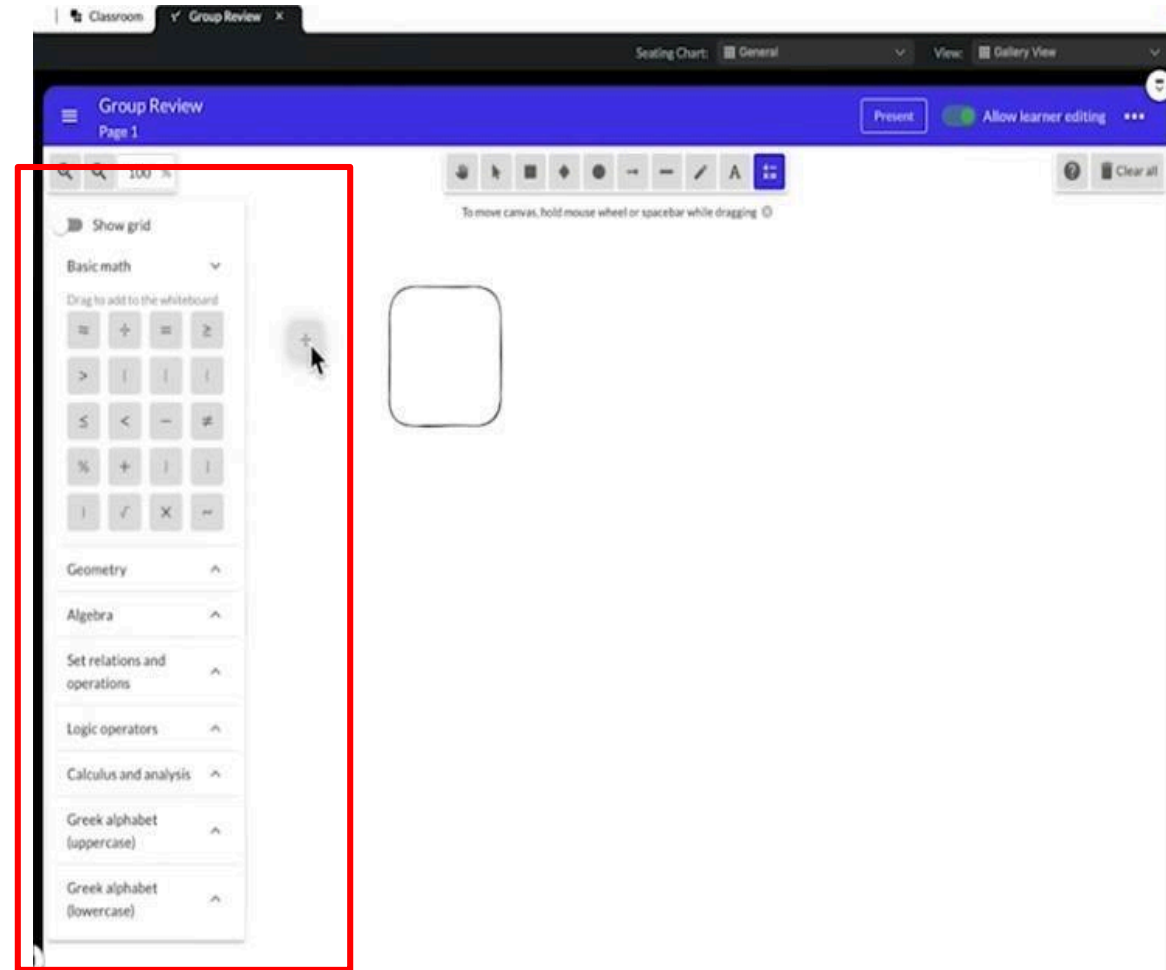 Classroom
Group Review ×
Seating Chart: General
View: Gallery View
Group Review
Page 1
Present
Allow learner editing
100 %
A
Clear all
To move canvas, hold mouse wheel or spacebar while dragging
Show grid
Basic math
Drag to add to the whiteboard
≈ ÷ = ≥
>
≤ < − ≠
% +
√ × ~
÷
Geometry
Algebra
Set relations and
operations
Logic operators
Calculus and analysis
Greek alphabet
(uppercase)
Greek alphabet
(lowercase)